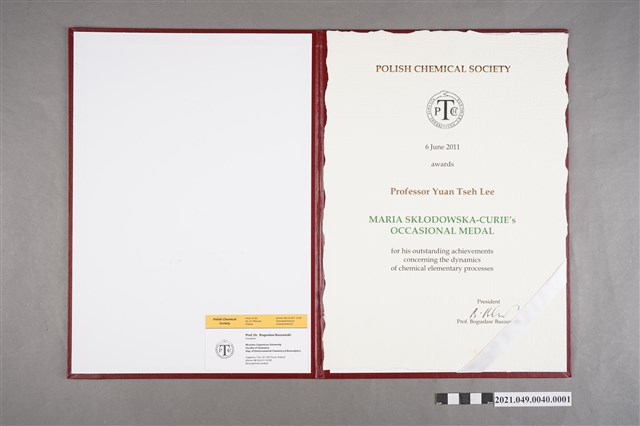 POLISH CHEMICAL SOCIETY
P T CH
6 June 2011
awards
Professor Yuan Tseh Lee
MARIA SKŁODOWSKA-CURIE's
OCCASIONAL MEDAL
for his outstanding achievements
concerning the dynamics
of chemical elementary processes
President
Prof. Bogusław
Polish Chemical
Society
Prof. Dr. Bogusław Buszewski
2021.049.0040.0001